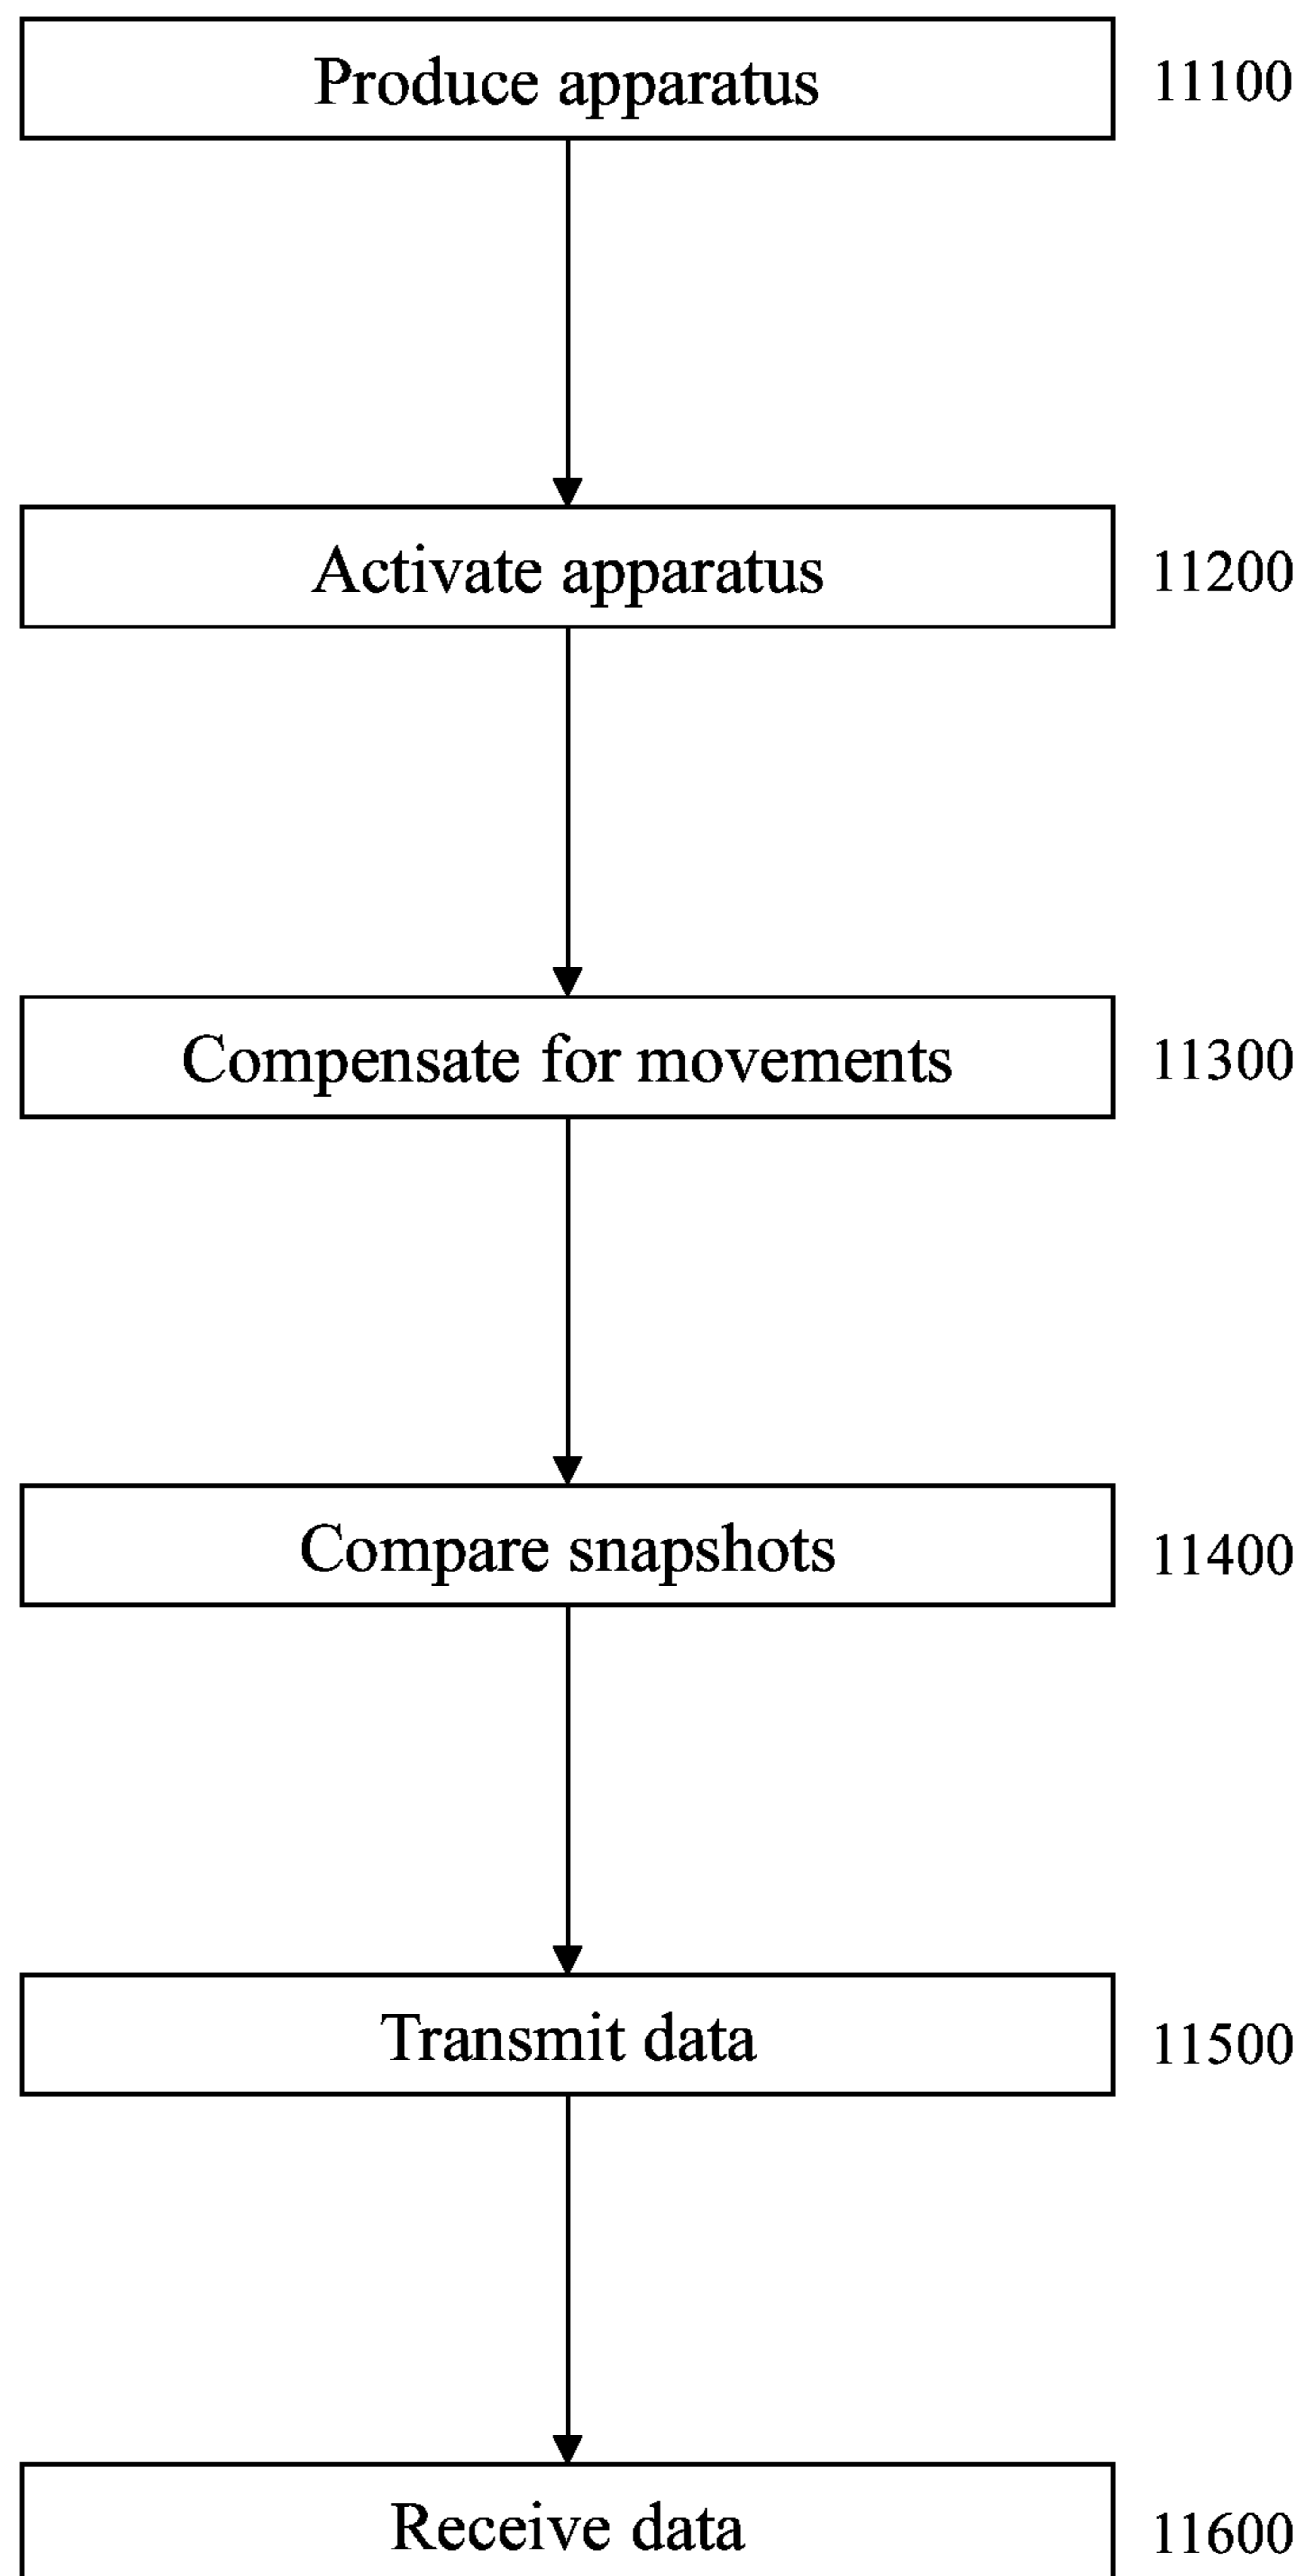 Produce apparatus 11100
Activate apparatus 11200
Compensate for movements 11300
Compare snapshots 11400
Transmit data 11500
Receive data 11600